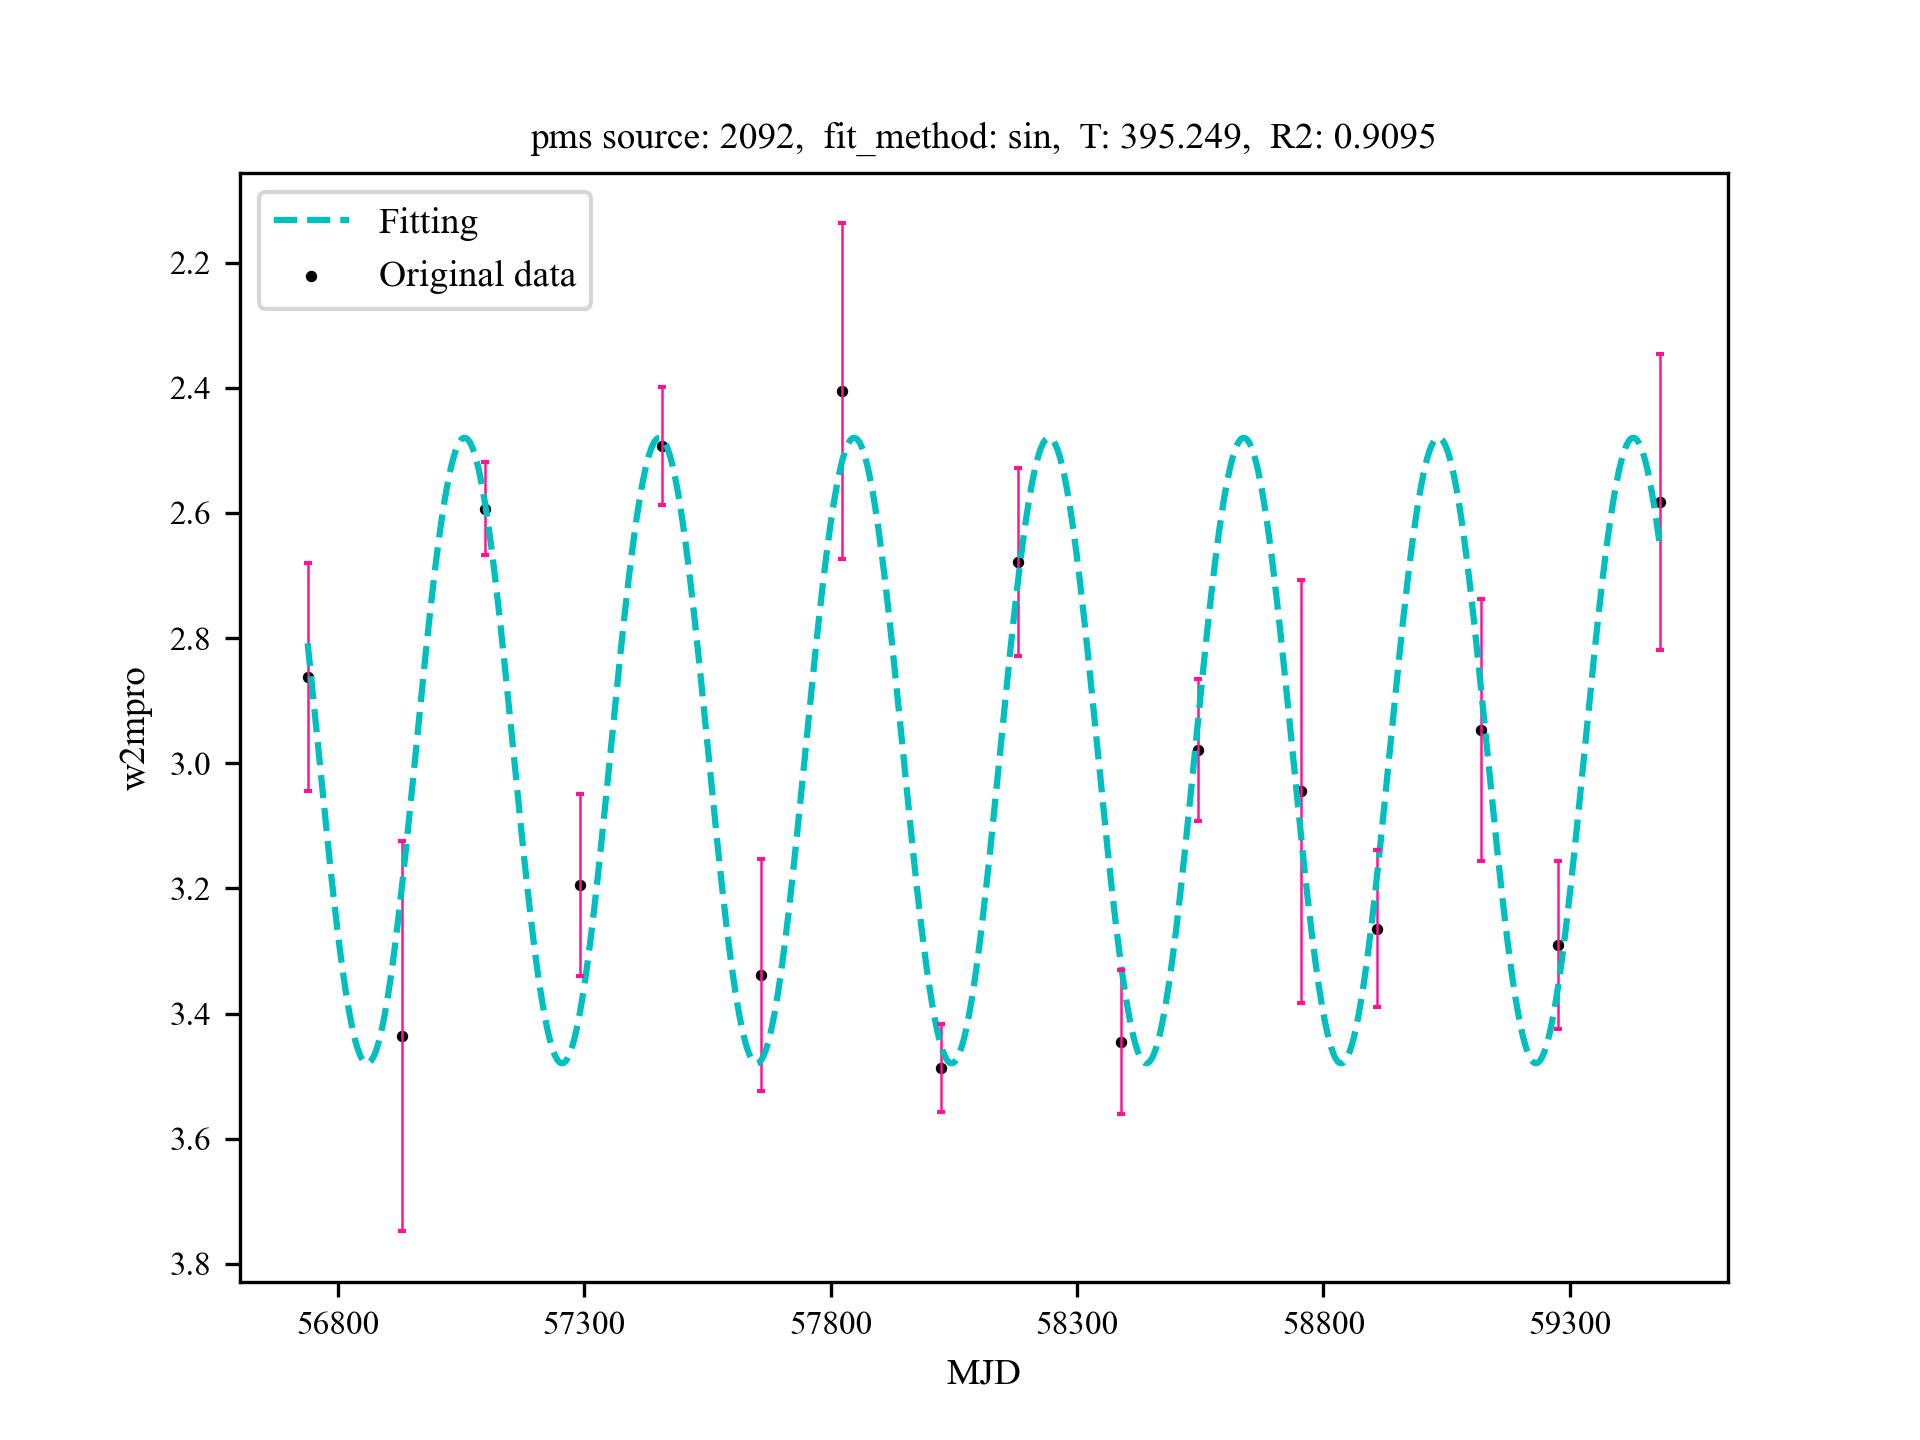 pms source: 2092,  fit_method: sin,  T: 395.249,  R2: 0.9095
Fitting
Original data
2.2
2.4
2.6
2.8
3.0
3.2
3.4
3.6
3.8
w2mpro
56800 57300 57800 58300 58800 59300
MJD